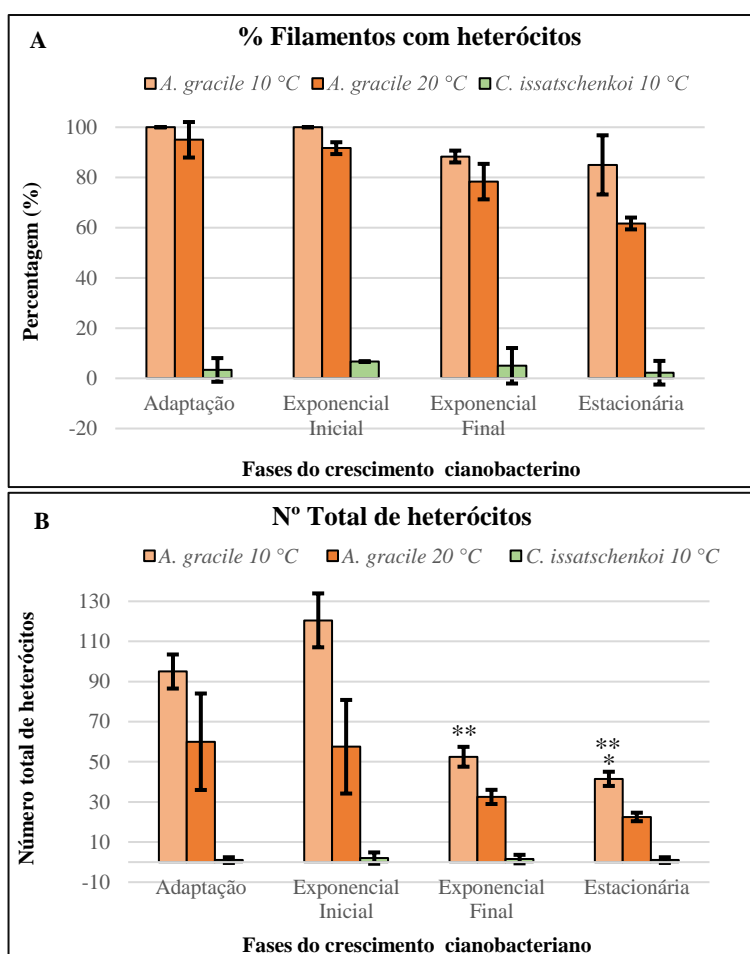 A
% Filamentos com heterócitos
A. gracile 10 °C A. gracile 20 °C C. issatschenkoi 10 °C
Percentagem (%)
100
80
60
40
20
0
-20
Adaptação Exponencial Inicial Exponencial Final Estacionária
Fases do crescimento cianobacterino
B
Nº Total de heterócitos
A. gracile 10 °C A. gracile 20 °C C. issatschenkoi 10 °C
Número total de heterócitos
130
110
90
70
50
30
10
-10
**
**
*
Adaptação Exponencial Inicial Exponencial Final Estacionária
Fases do crescimento cianobacteriano